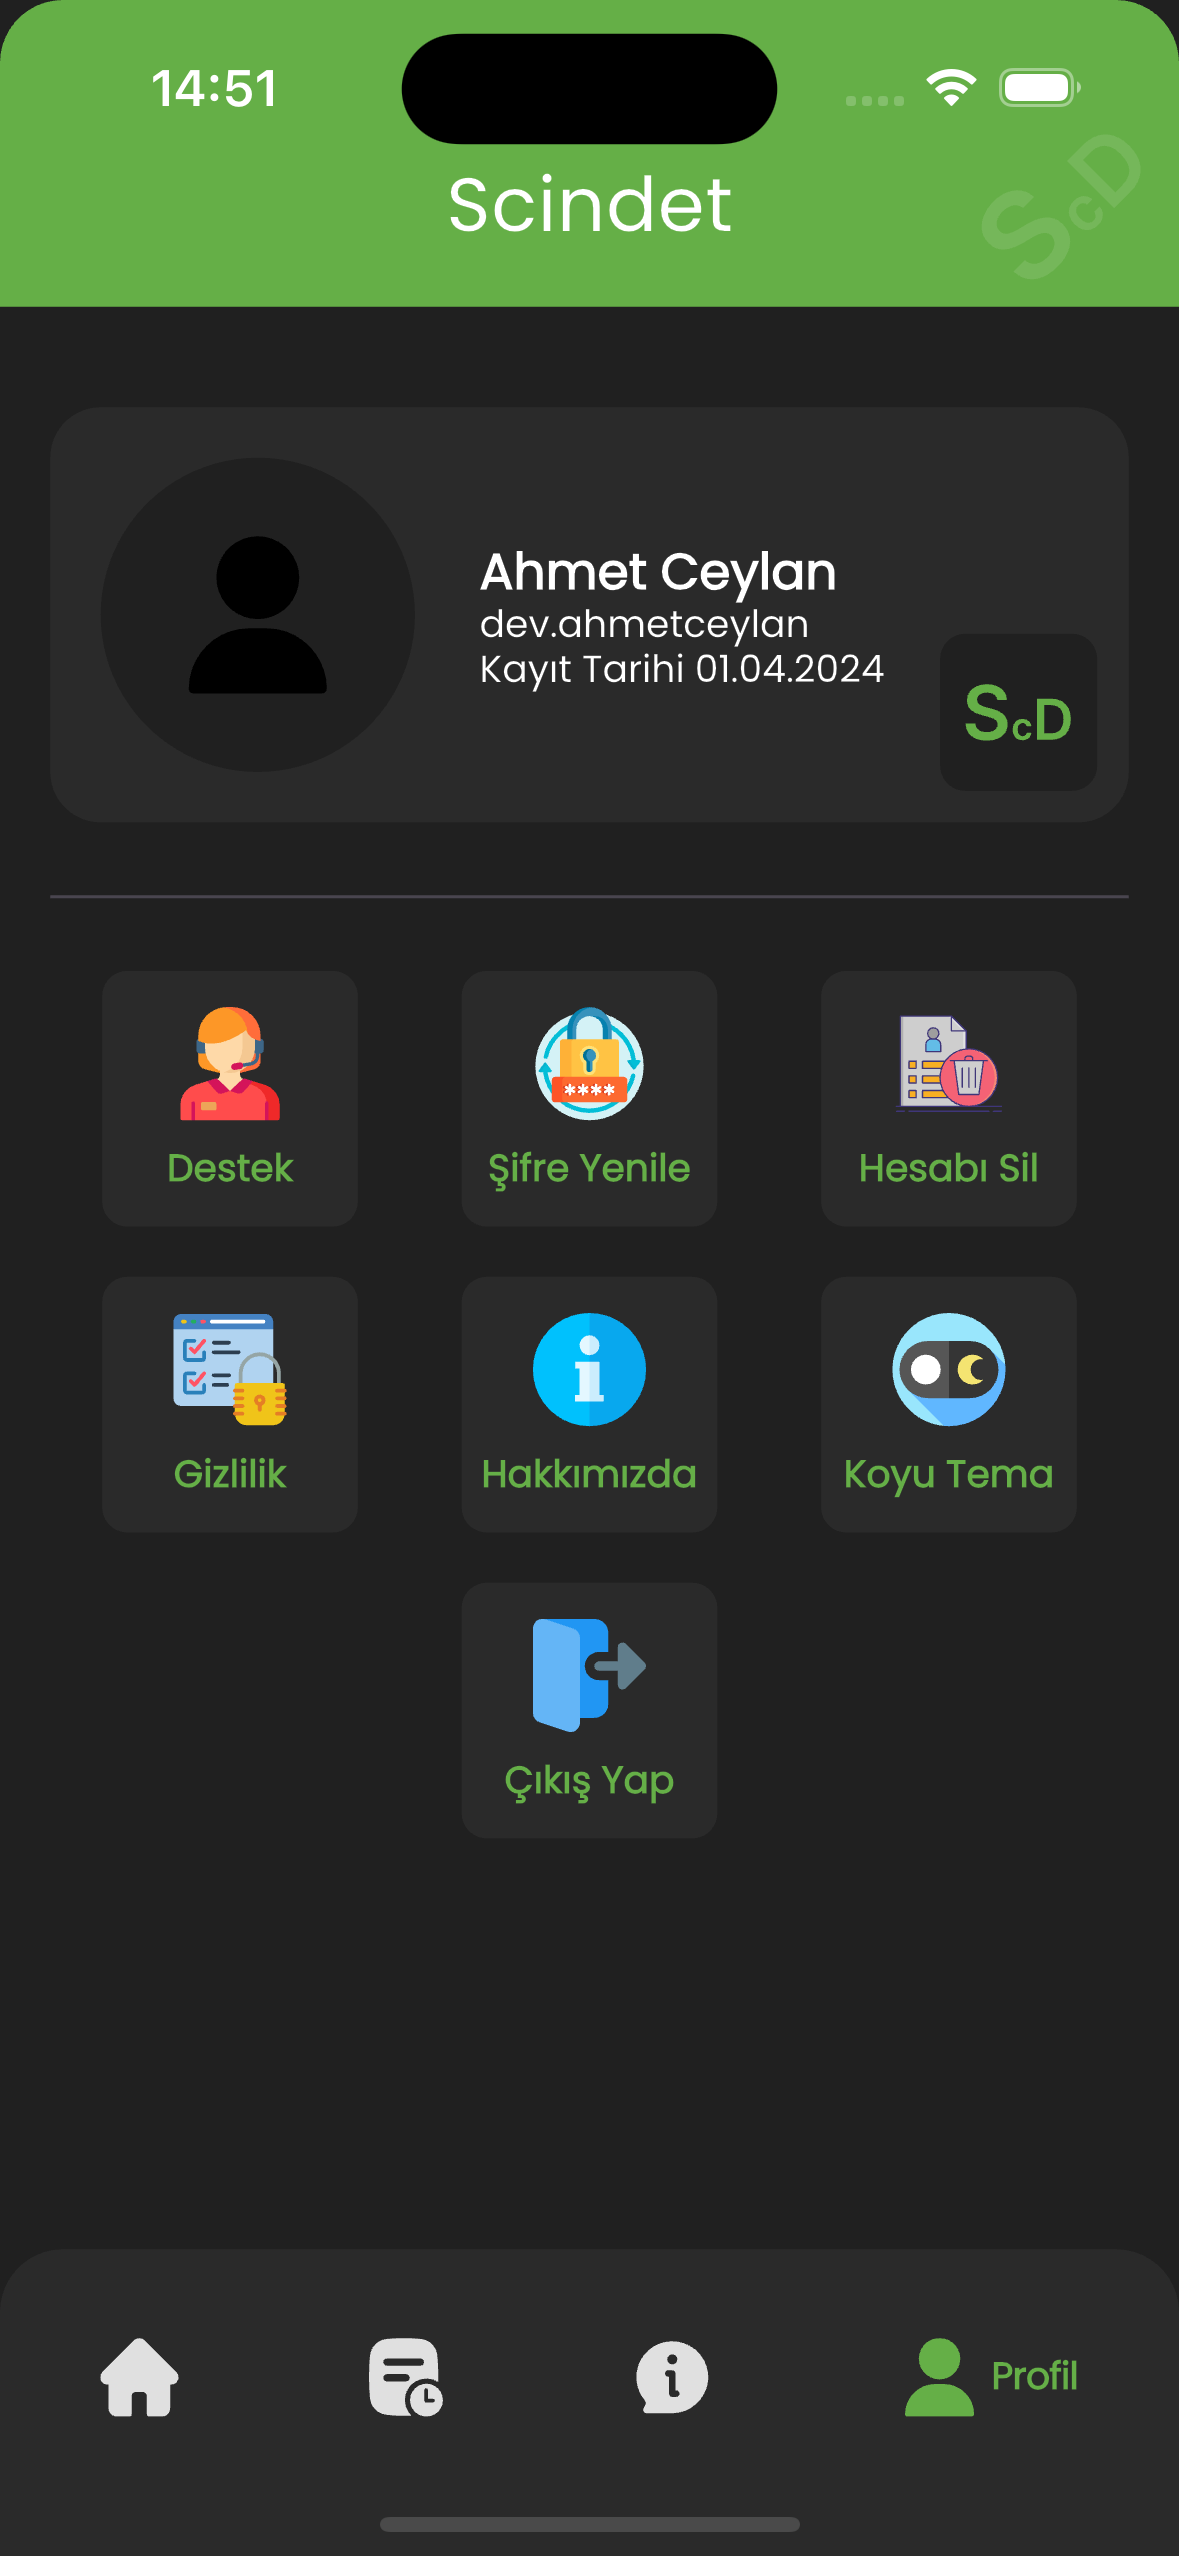 14:51
Scindet
ScD
Ahmet Ceylan
dev.ahmetceylan
Kayıt Tarihi 01.04.2024
ScD
Destek
Şifre Yenile
Hesabı Sil
Gizlilik
Hakkımızda
Koyu Tema
Çıkış Yap
Profil